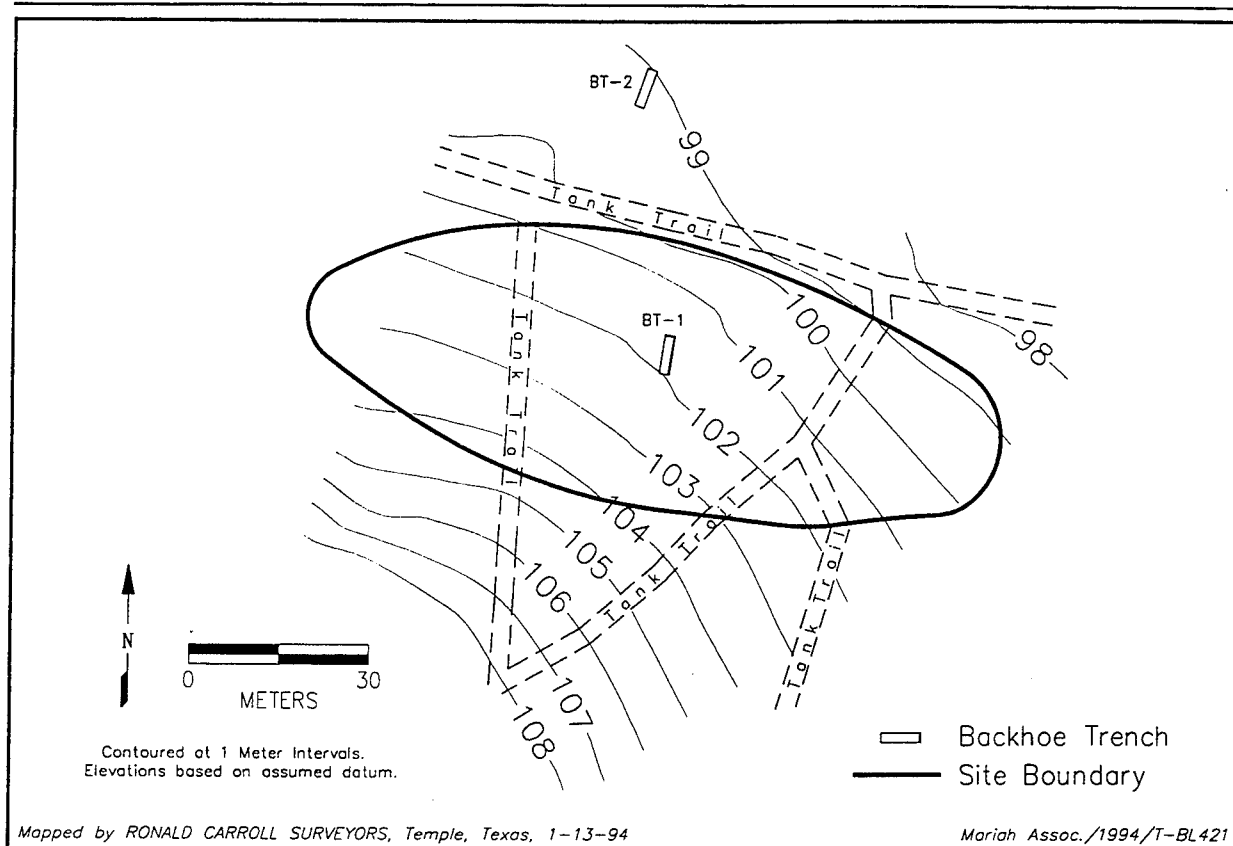 BT-2
99
Tank Trail
98
100
BT-1
101
Tank Trail
102
103
104
Tank Trail
105
106
Tank Trail
107
108
N
0 30
METERS
Contoured at 1 Meter Intervals.
Elevations based on assumed datum.
Backhoe Trench
Site Boundary
Mapped by RONALD CARROLL SURVEYORS, Temple, Texas, 1-13-94
Mariah Assoc./1994/T-BL421